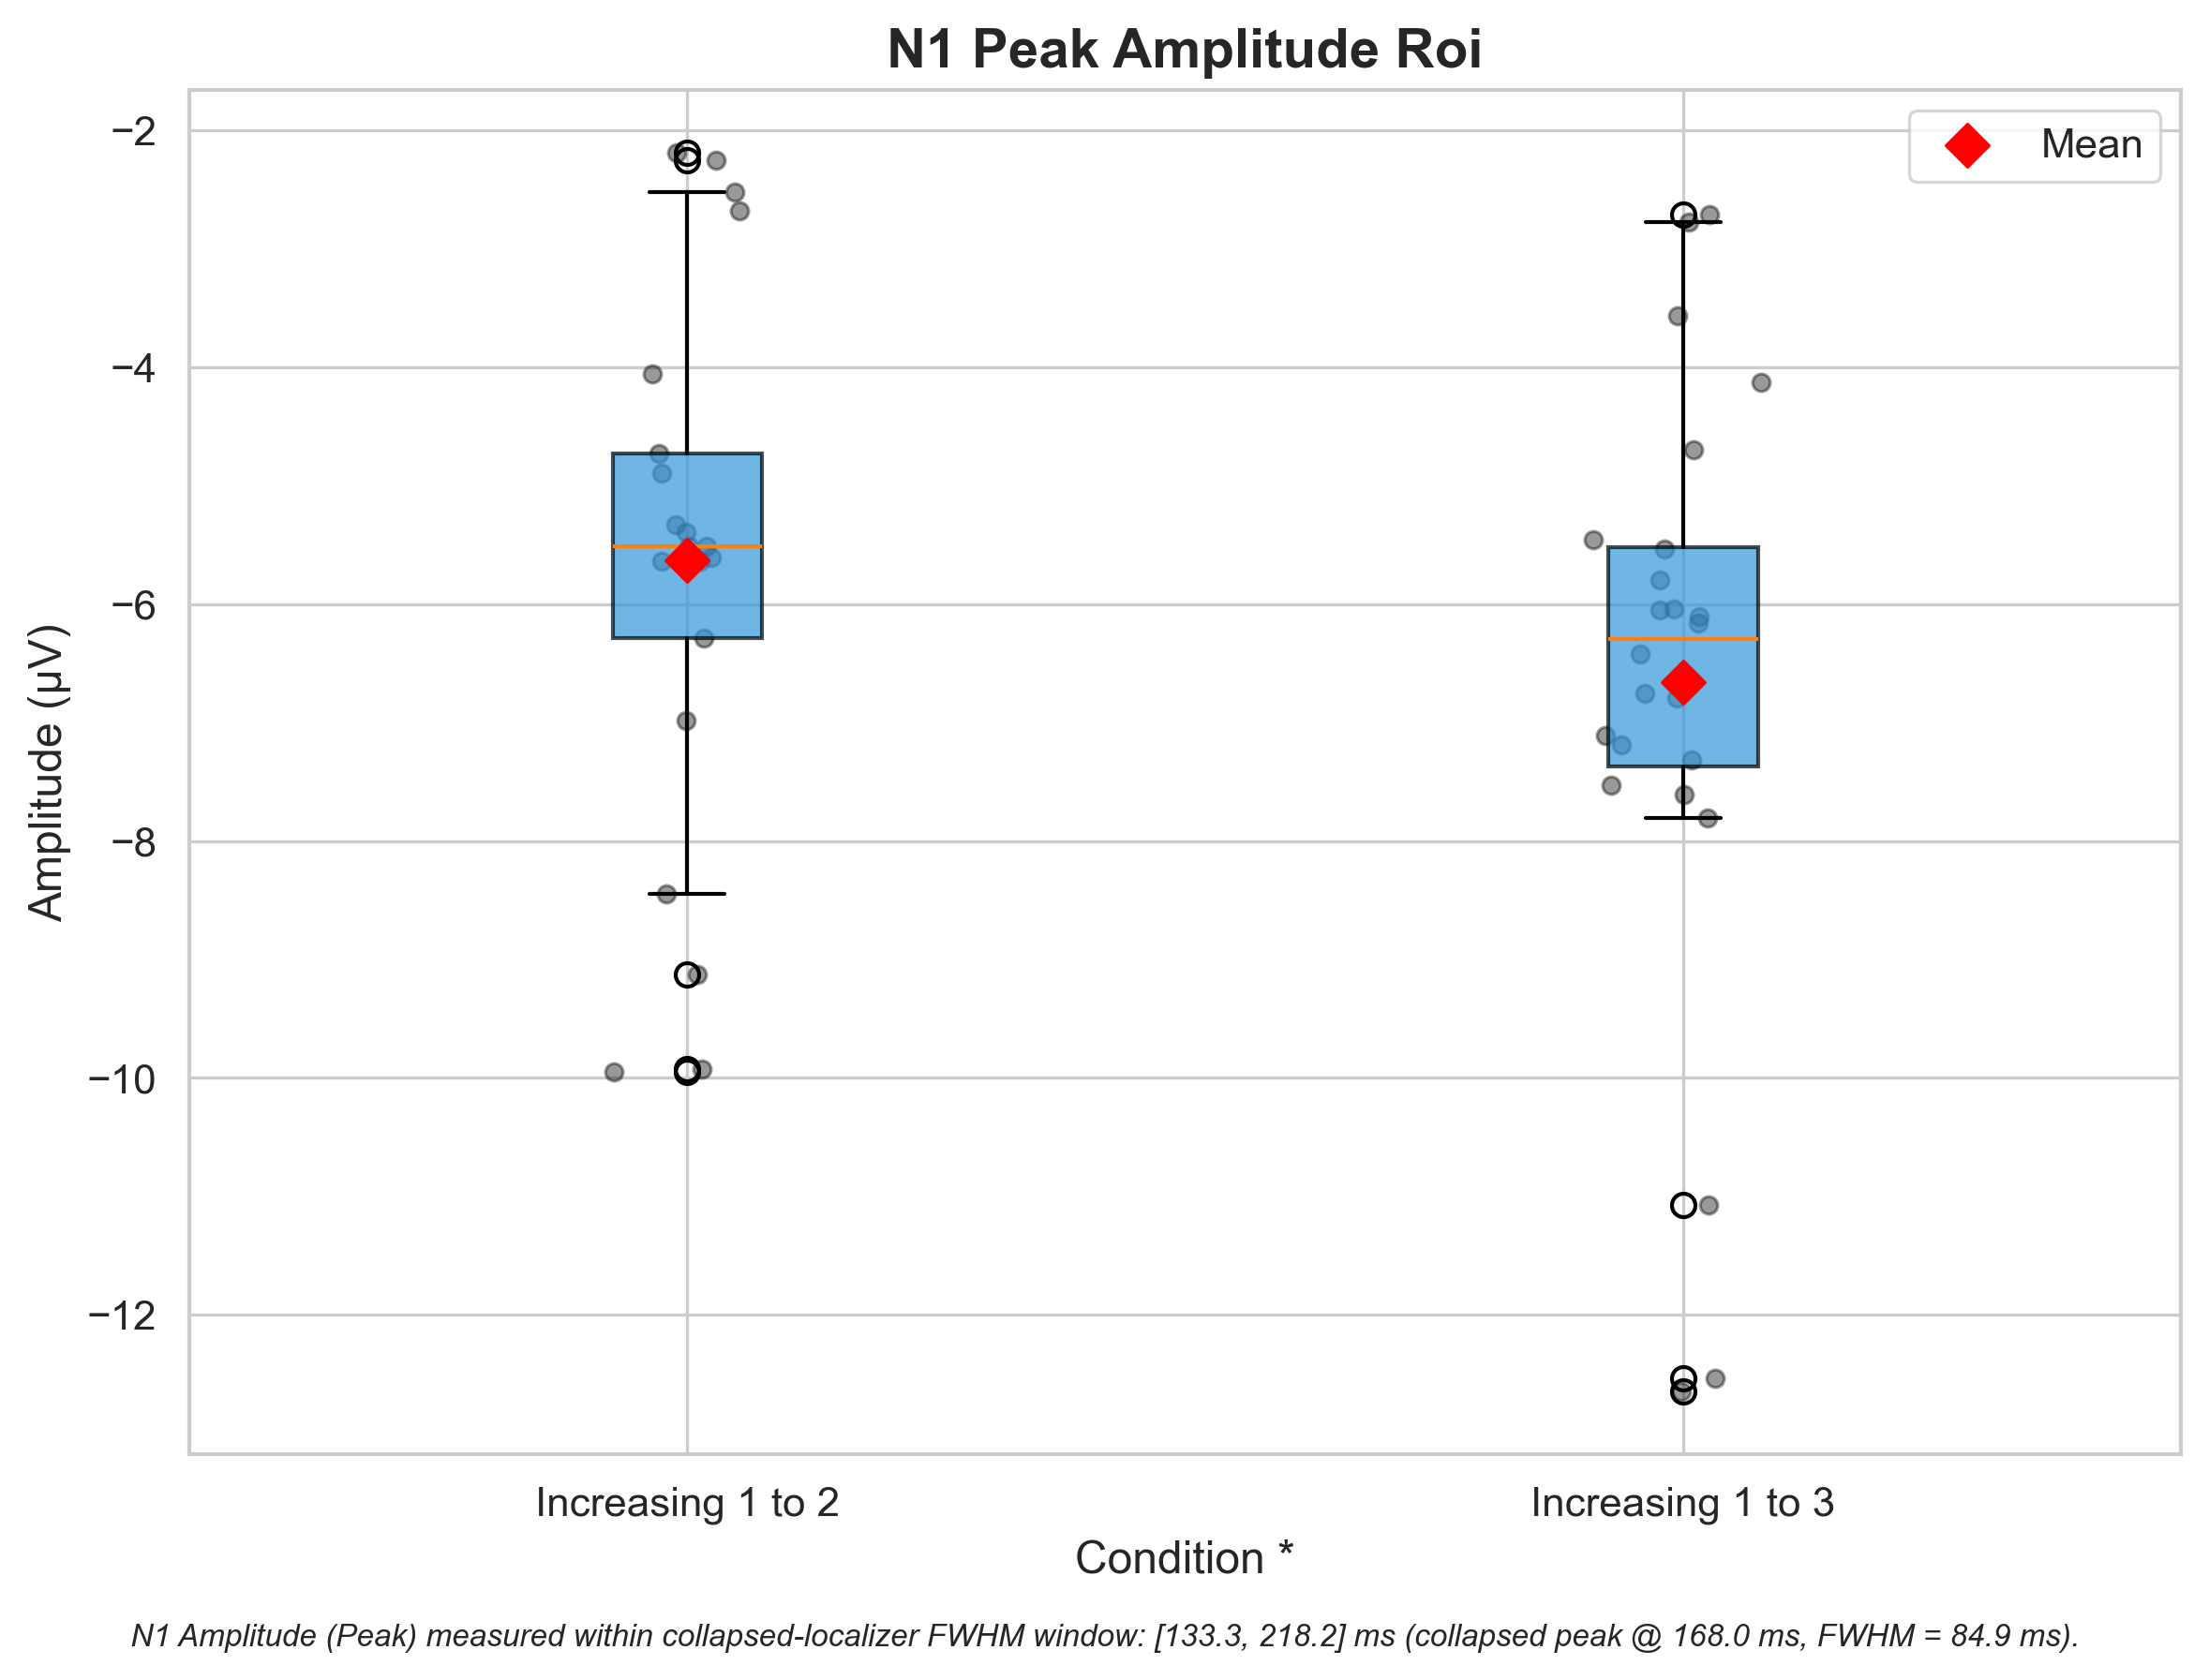 N1 Peak Amplitude Roi
Mean
−2
−4
−6
−8
−10
−12
Amplitude (µV)
Increasing 1 to 2
Increasing 1 to 3
Condition *
N1 Amplitude (Peak) measured within collapsed-localizer FWHM window: [133.3, 218.2] ms (collapsed peak @ 168.0 ms, FWHM = 84.9 ms).